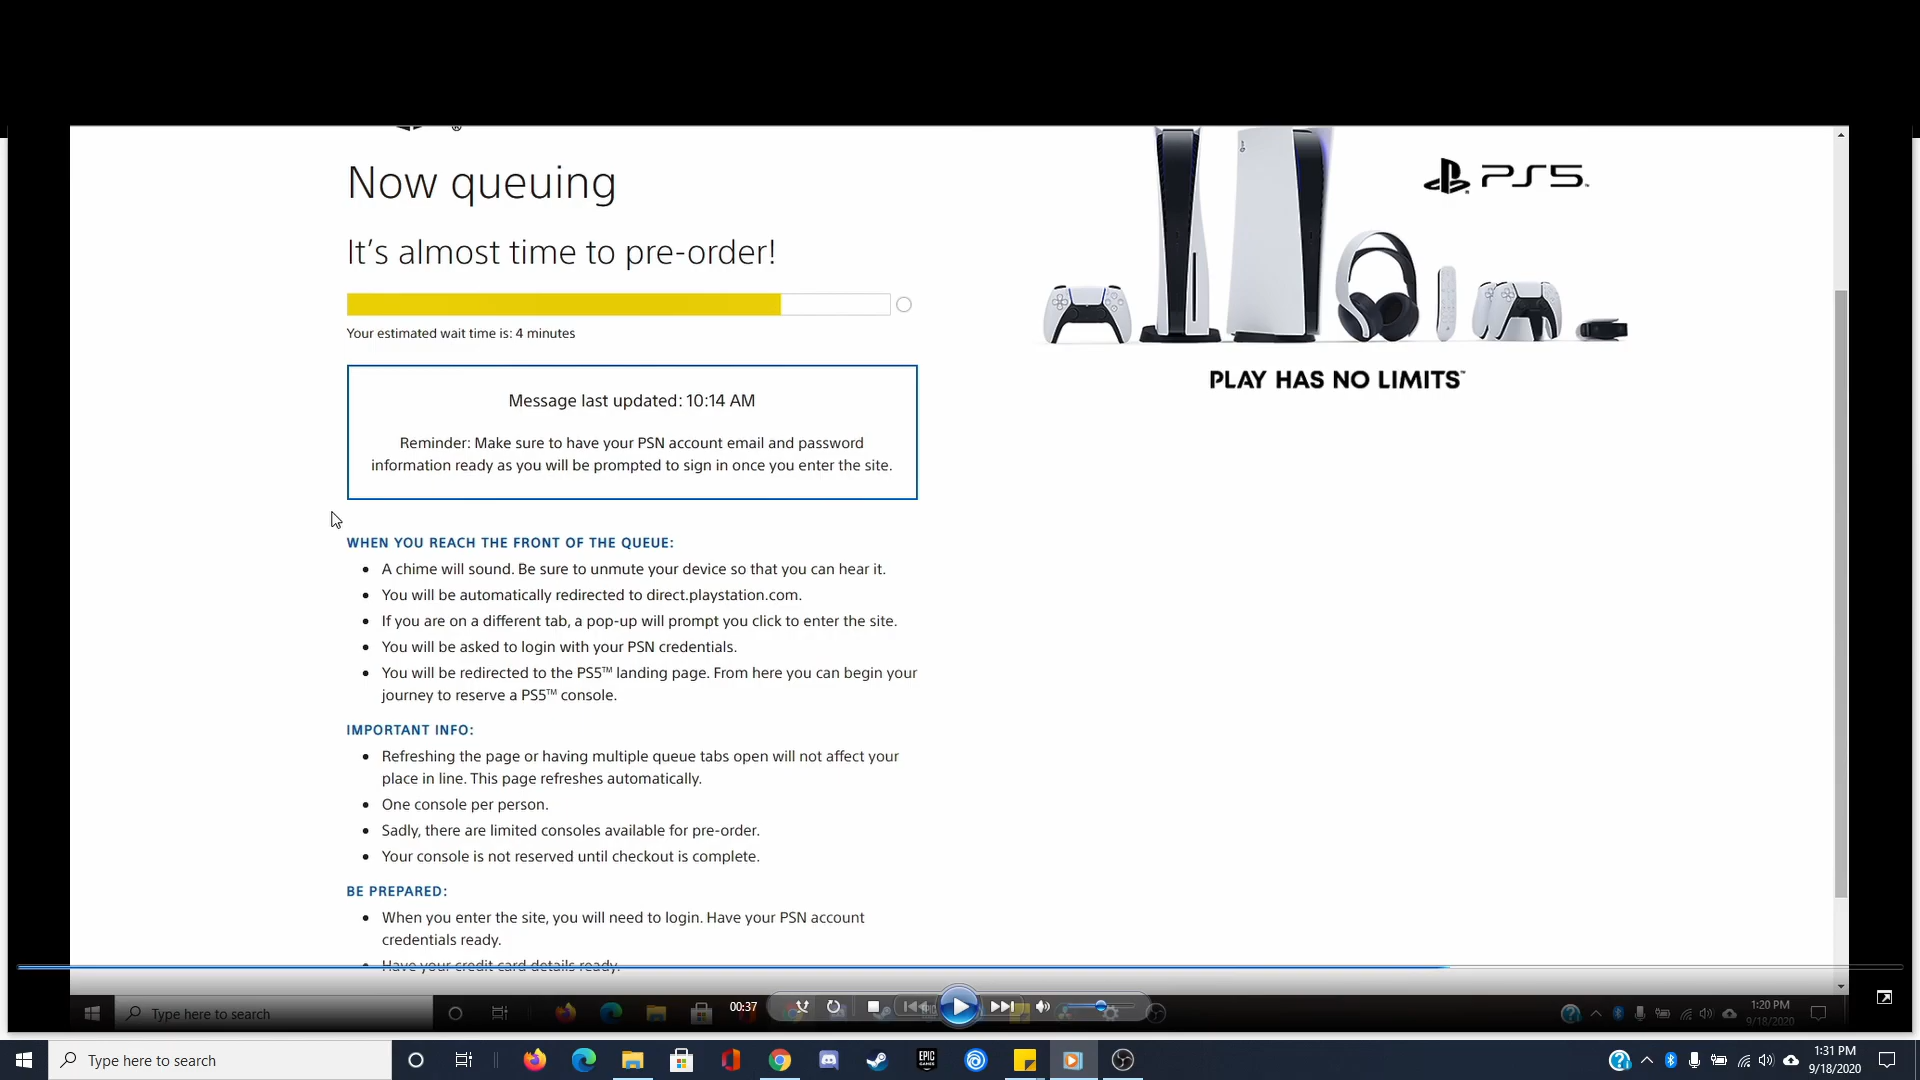 Now queuing
PS5™
It's almost time to pre-order!
Your estimated wait time is: 4 minutes
PLAY HAS NO LIMITS™
Message last updated: 10:14 AM
Reminder: Make sure to have your PSN account email and password
information ready as you will be prompted to sign in once you enter the site.
WHEN YOU REACH THE FRONT OF THE QUEUE:
• A chime will sound. Be sure to unmute your device so that you can hear it.
• You will be automatically redirected to direct.playstation.com.
• If you are on a different tab, a pop-up will prompt you click to enter the site.
• You will be asked to login with your PSN credentials.
• You will be redirected to the PS5™ landing page. From here you can begin your
journey to reserve a PS5™ console.
IMPORTANT INFO:
• Refreshing the page or having multiple queue tabs open will not affect your
place in line. This page refreshes automatically.
• One console per person.
• Sadly, there are limited consoles available for pre-order.
• Your console is not reserved until checkout is complete.
BE PREPARED:
• When you enter the site, you will need to login. Have your PSN account
credentials ready.
• Have your credit card details ready.
Type here to search
00:37
1:20 PM
9/18/2020
Type here to search
EPIC
GAMES
1:31 PM
9/18/2020